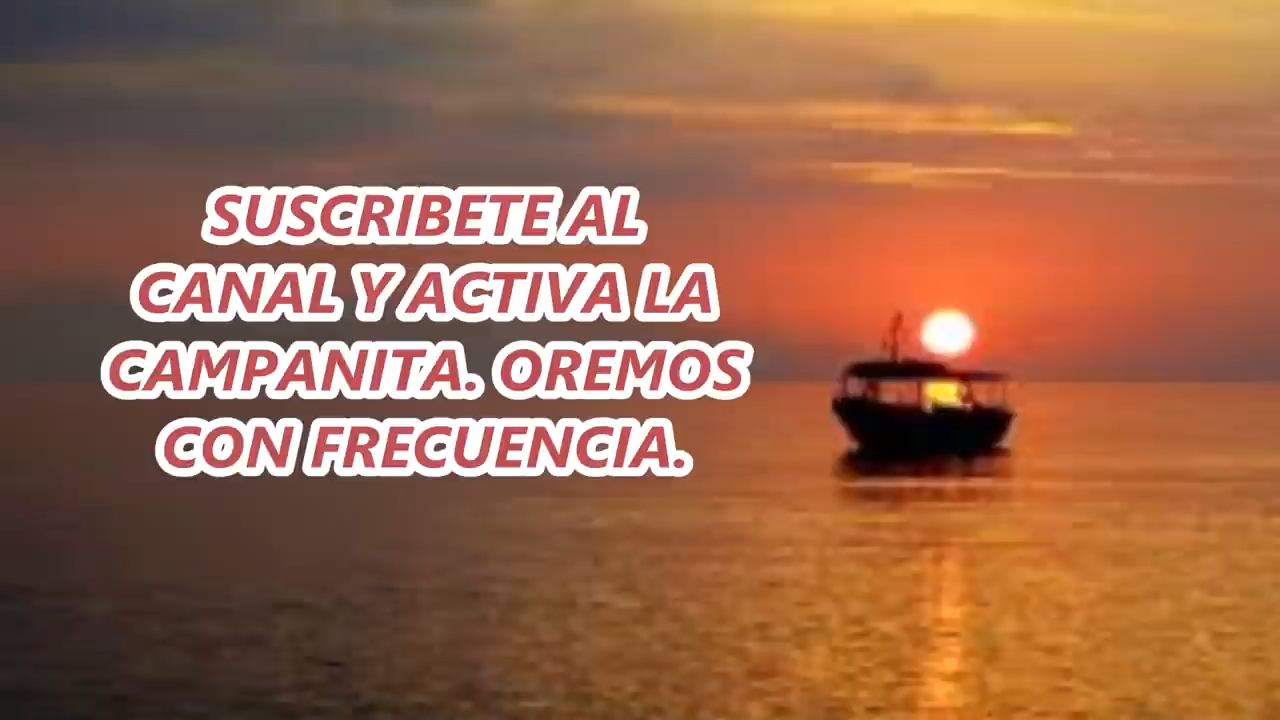 SUSCRIBETE AL
CANAL Y ACTIVA LA
CAMPANITA. OREMOS
CON FRECUENCIA.